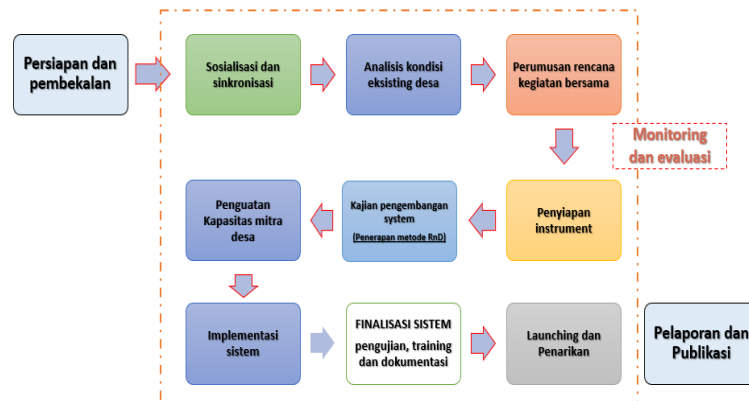 Persiapan dan
pembekalan
Sosialisasi dan
sinkronisasi
Analisis kondisi
eksisting desa
Perumusan rencana
kegiatan bersama
Monitoring
dan evaluasi
Penguatan
Kapasitas mitra
desa
Kajian pengembangan
system
(Penerapan metode RnD)
Penyiapan
instrument
Implementasi
sistem
FINALISASI SISTEM
pengujian, training
dan dokumentasi
Launching dan
Penarikan
Pelaporan dan
Publikasi